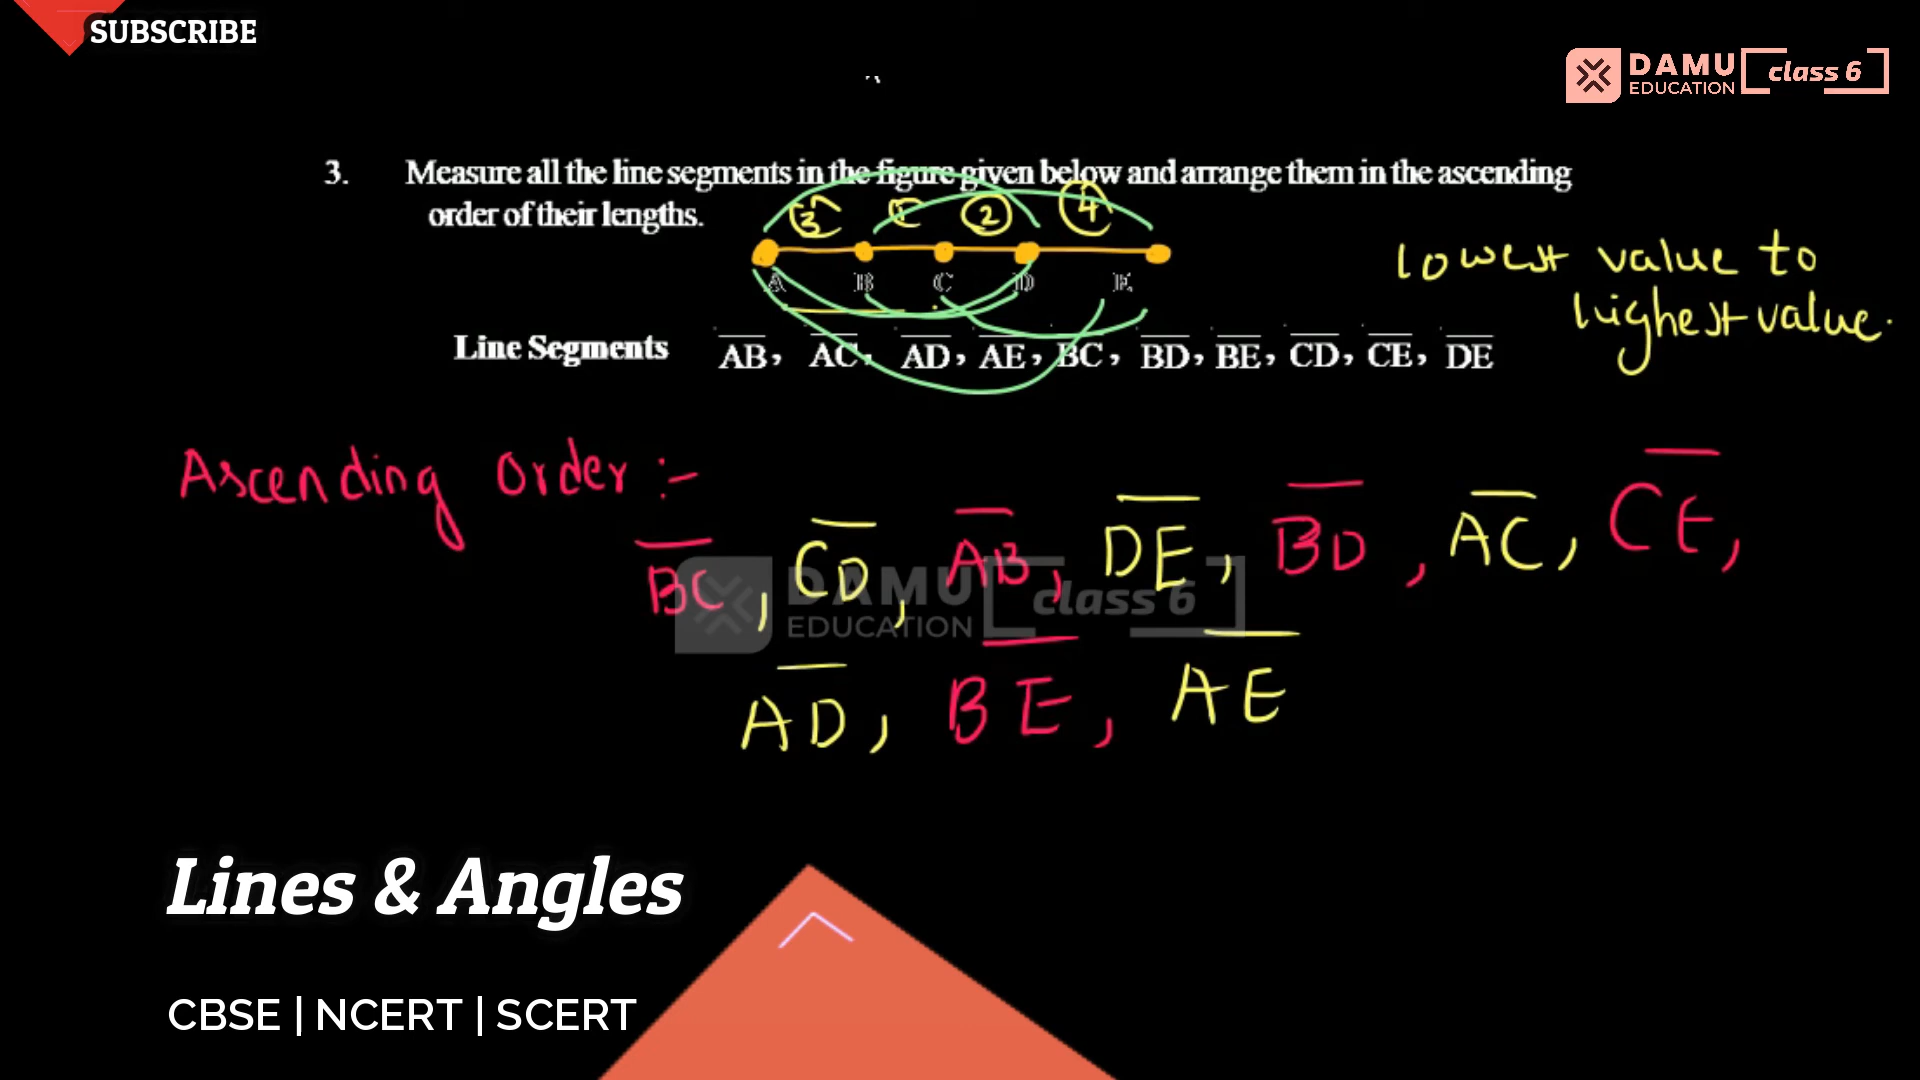 SUBSCRIBE
DAMU EDUCATION class 6
3. Measure all the line segments in the figure given below and arrange them in the ascending
order of their lengths.
3 1 2 4
A B C D E
lowest value to
highest value.
Line Segments AB, AC, AD, AE, BC, BD, BE, CD, CE, DE
Ascending Order :-
BC, CD, AB, DE, BD, AC, CE,
DAMU EDUCATION class 6
AD, BE, AE
Lines & Angles
CBSE | NCERT | SCERT